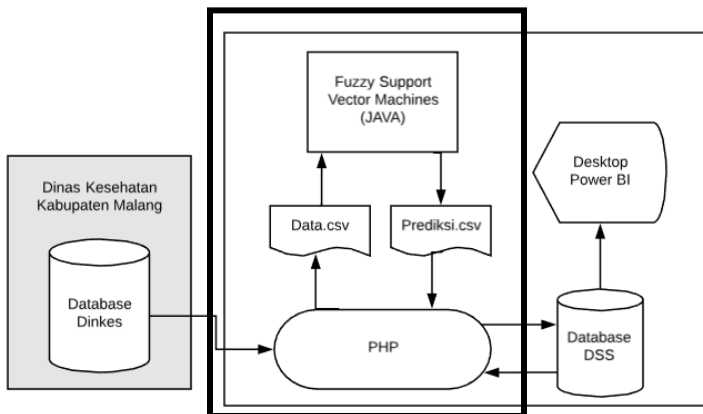 Fuzzy Support
Vector Machines
(JAVA)
Desktop
Power BI
Dinas Kesehatan
Kabupaten Malang
Data.csv
Prediksi.csv
Database
Dinkes
PHP
Database
DSS